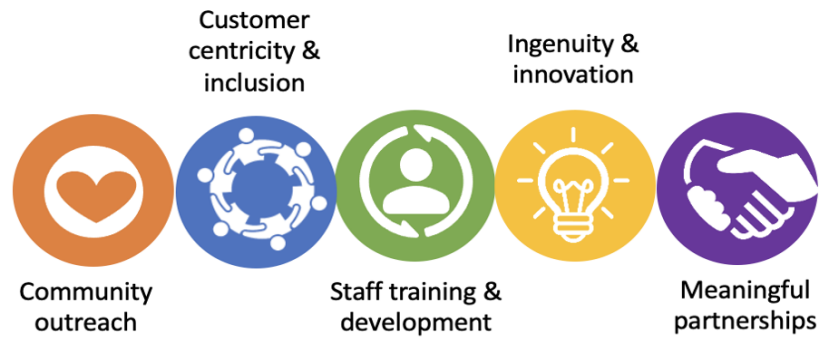 Customer
centricity &
inclusion
Ingenuity &
innovation
Community
outreach
Staff training &
development
Meaningful
partnerships